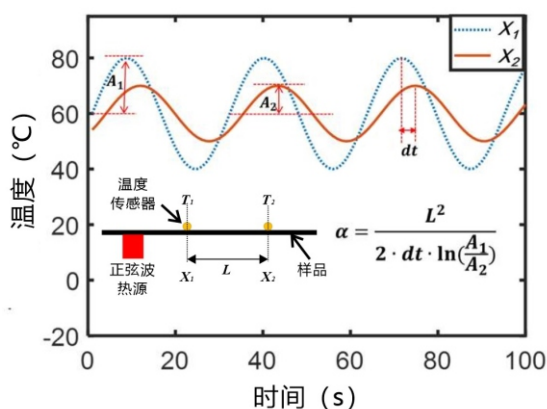 X₁
X₂
80
60
40
20
0
-20
温度（℃）
A₁
A₂
dt
温度
传感器
T₁
T₂
L
X₁
X₂
正弦波
热源
样品
α = L² / (2 · dt · ln(A₁/A₂))
0
20
40
60
80
100
时间（s）